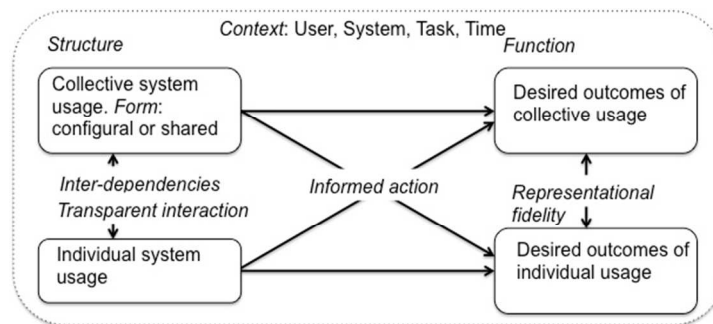 Context: User, System, Task, Time
Structure
Function
Collective system
usage. Form:
configural or shared
Desired outcomes of
collective usage
Inter-dependencies
Transparent interaction
Informed action
Representational
fidelity
Individual system
usage
Desired outcomes of
individual usage